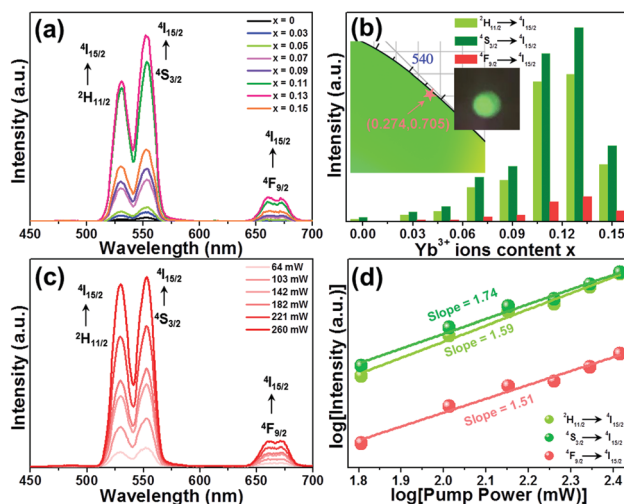 (a)
⁴I₁₅/₂
⁴S₃/₂
⁴I₁₅/₂
²H₁₁/₂
⁴I₁₅/₂
⁴F₉/₂
x = 0
x = 0.03
x = 0.05
x = 0.07
x = 0.09
x = 0.11
x = 0.13
x = 0.15
Intensity (a.u.)
450 500 550 600 650 700
Wavelength (nm)
(b)
²H₁₁/₂→⁴I₁₅/₂
⁴S₃/₂→⁴I₁₅/₂
⁴F₉/₂→⁴I₁₅/₂
540
(0.274,0.705)
Intensity (a.u.)
0.00 0.03 0.06 0.09 0.12 0.15
Yb³⁺ ions content x
(c)
⁴I₁₅/₂
⁴S₃/₂
⁴I₁₅/₂
²H₁₁/₂
⁴I₁₅/₂
⁴F₉/₂
64 mW
103 mW
142 mW
182 mW
221 mW
260 mW
Intensity (a.u.)
450 500 550 600 650 700
Wavelength (nm)
(d)
Slope = 1.74
Slope = 1.59
Slope = 1.51
²H₁₁/₂→⁴I₁₅/₂
⁴S₃/₂→⁴I₁₅/₂
⁴F₉/₂→⁴I₁₅/₂
log[Intensity (a.u.)]
1.8 1.9 2.0 2.1 2.2 2.3 2.4
log[Pump Power (mW)]